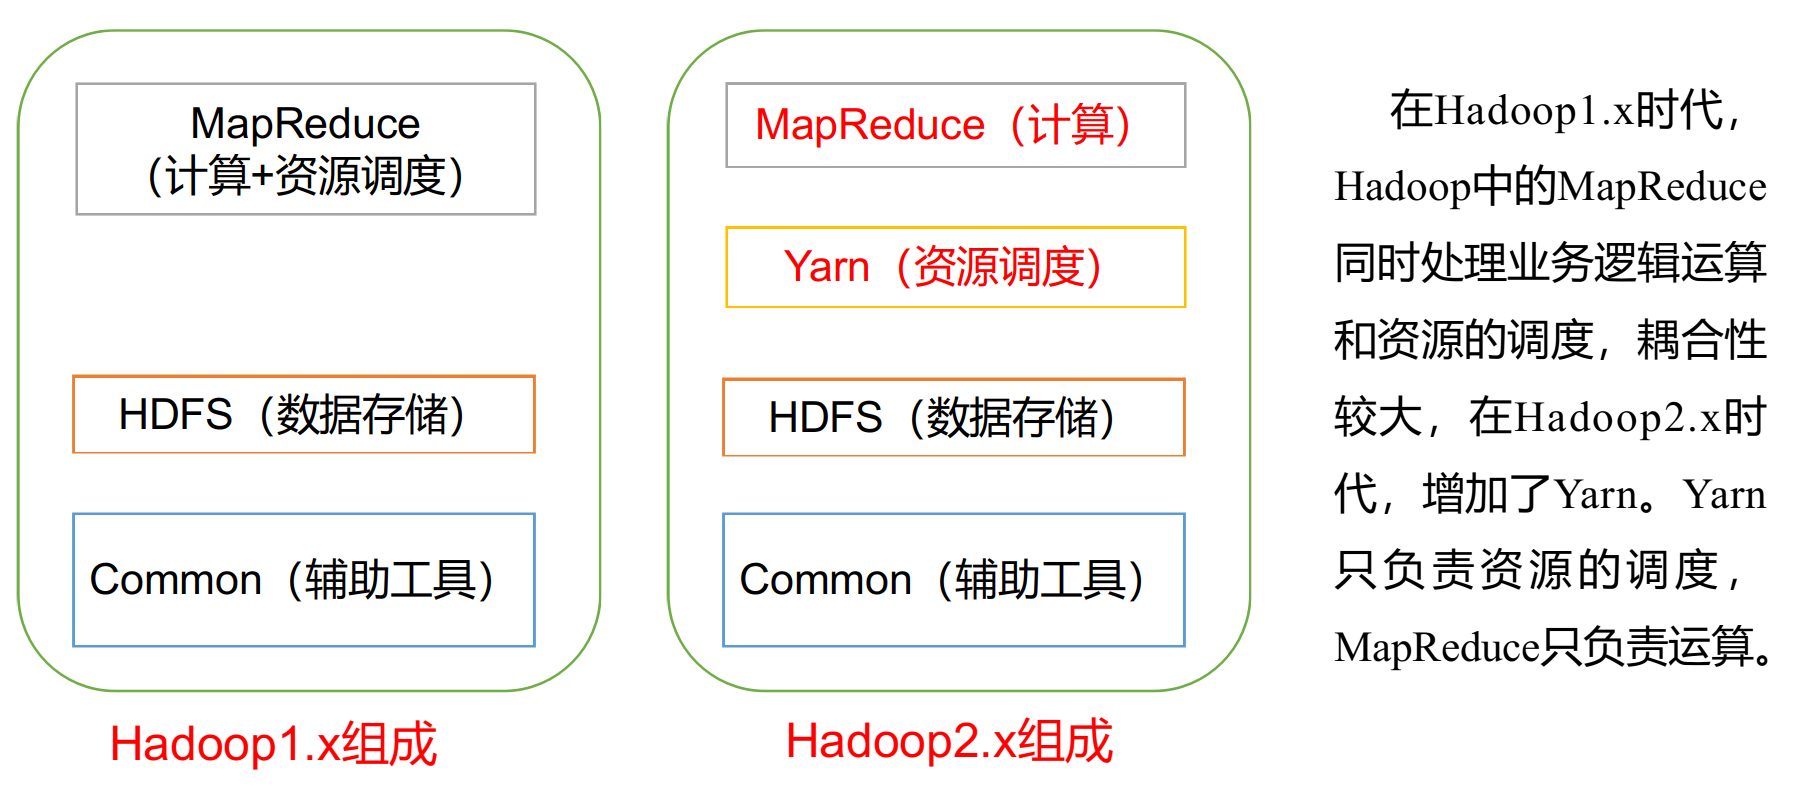 MapReduce
（计算+资源调度）
HDFS（数据存储）
Common（辅助工具）
Hadoop1.x组成
MapReduce（计算）
Yarn（资源调度）
HDFS（数据存储）
Common（辅助工具）
Hadoop2.x组成
在Hadoop1.x时代，
Hadoop中的MapReduce
同时处理业务逻辑运算
和资源的调度，耦合性
较大，在Hadoop2.x时
代，增加了Yarn。Yarn
只负责资源的调度，
MapReduce只负责运算。